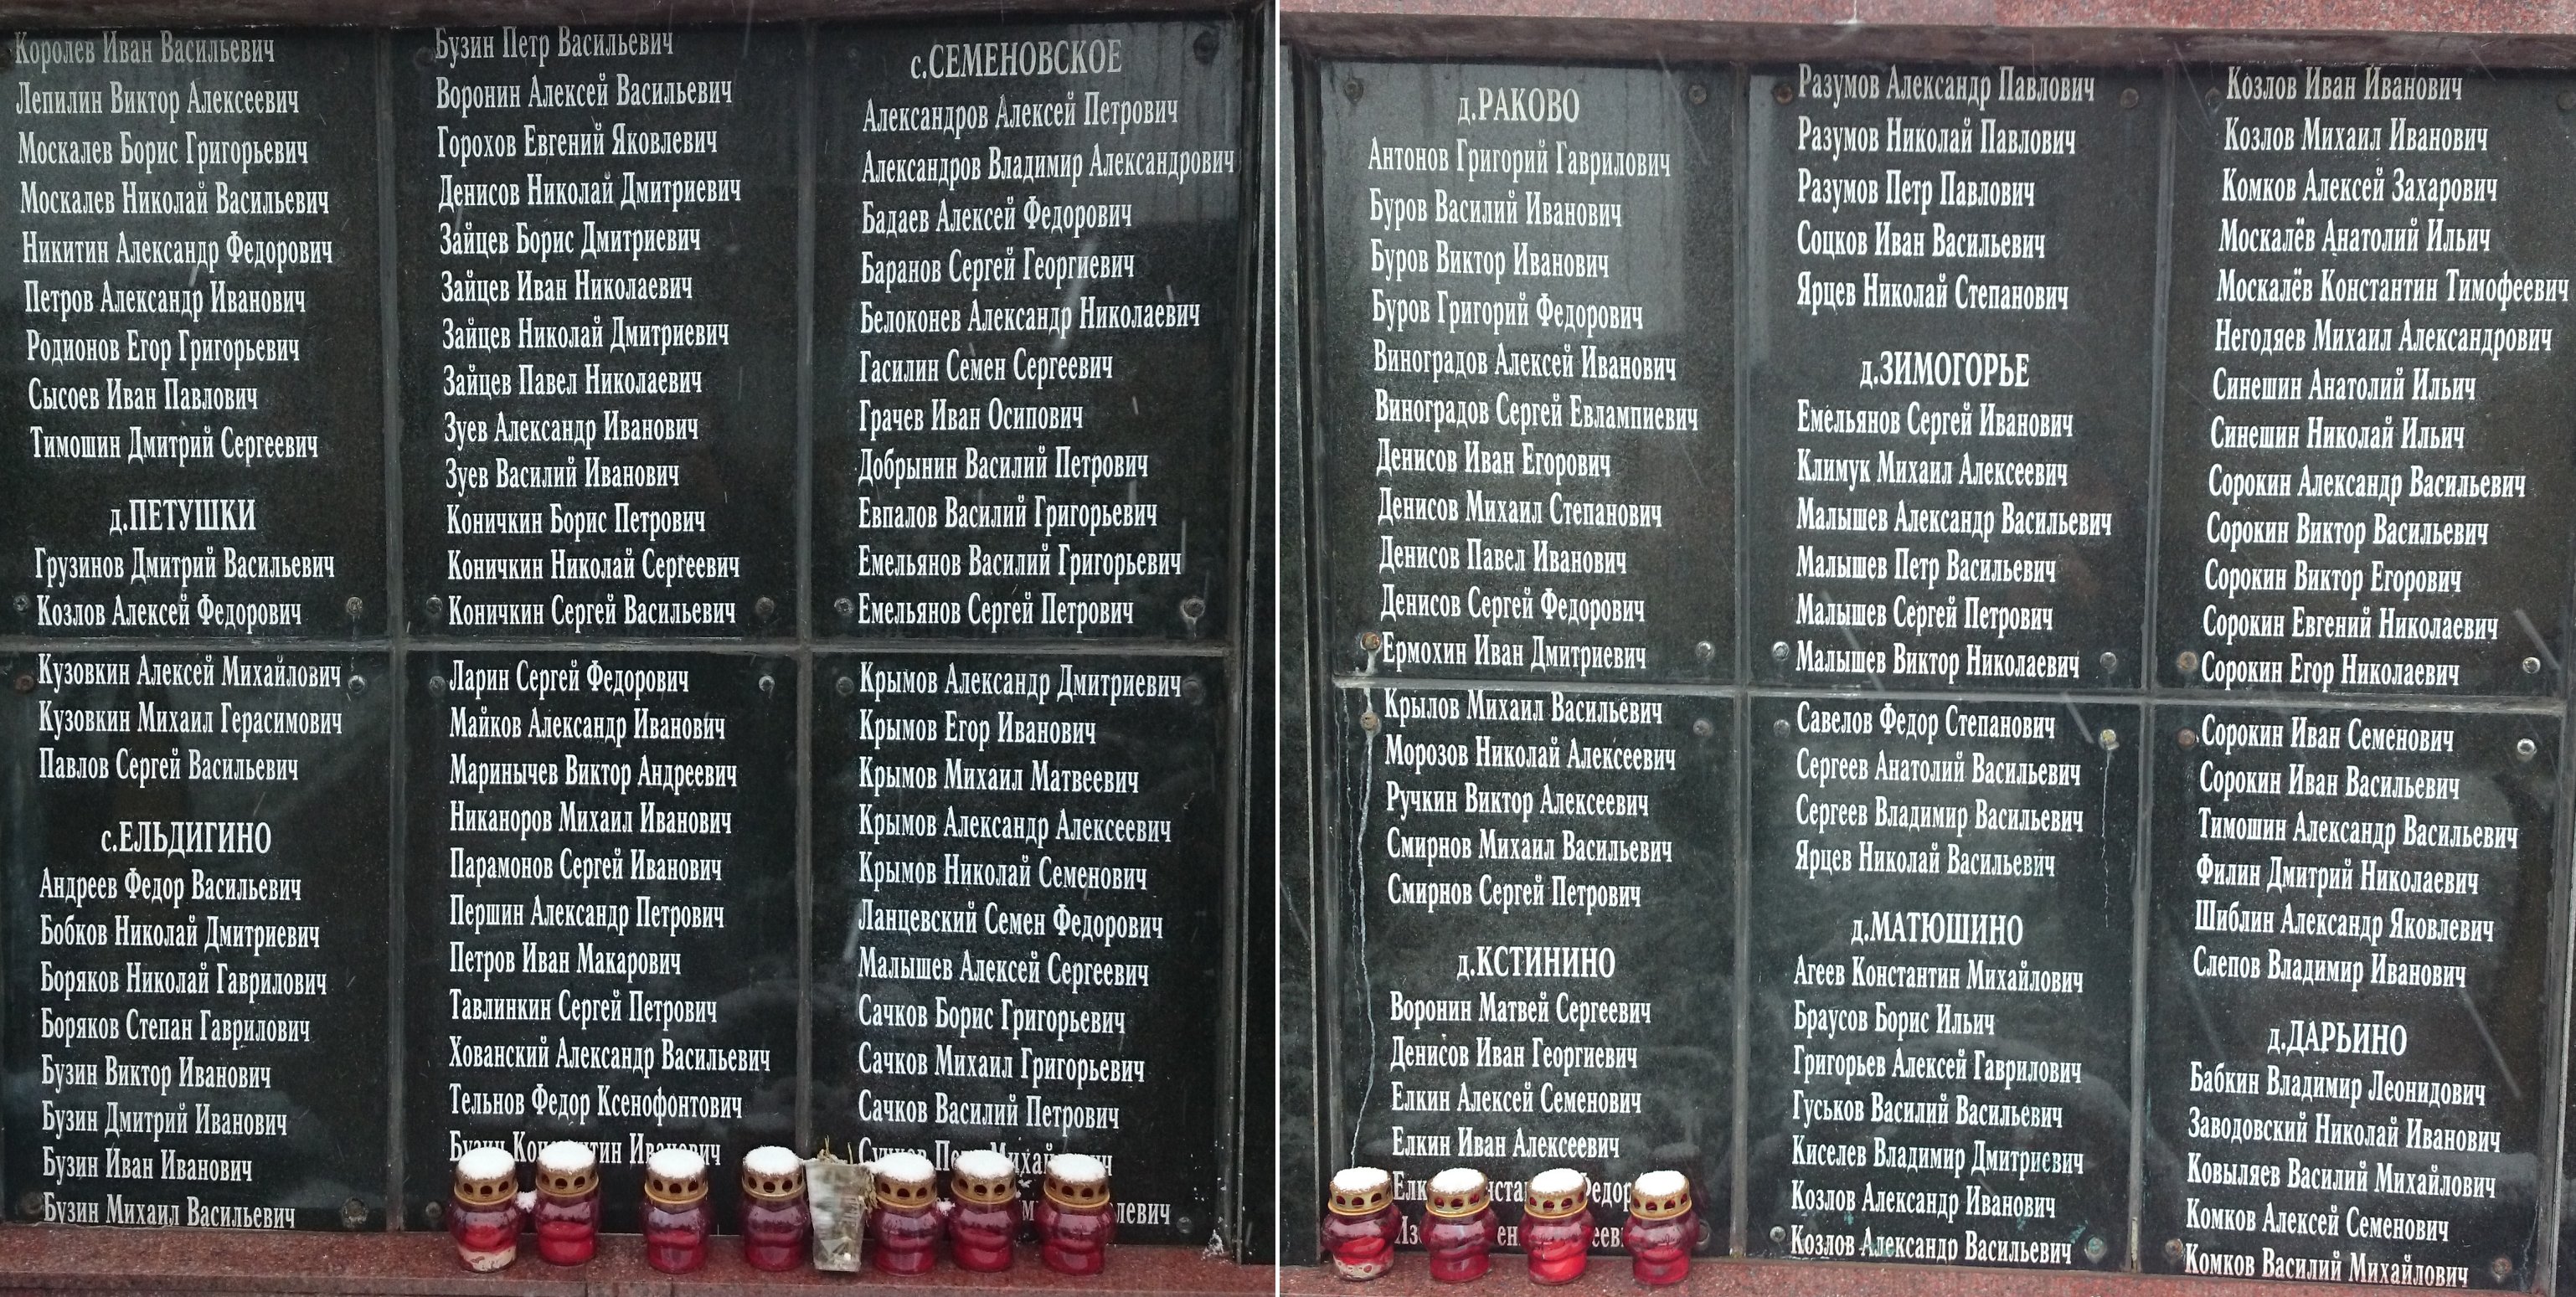 Королев Иван Васильевич
Лепилин Виктор Алексеевич
Москалев Борис Григорьевич
Москалев Николай Васильевич
Никитин Александр Федорович
Петров Александр Иванович
Родионов Егор Григорьевич
Сысоев Иван Павлович
Тимошин Дмитрий Сергеевич
д.ПЕТУШКИ
Грузинов Дмитрий Васильевич
Козлов Алексей Федорович
Кузовкин Алексей Михайлович
Кузовкин Михаил Герасимович
Павлов Сергей Васильевич
с.ЕЛЬДИГИНО
Андреев Федор Васильевич
Бобков Николай Дмитриевич
Боряков Николай Гаврилович
Боряков Степан Гаврилович
Бузин Виктор Иванович
Бузин Дмитрий Иванович
Бузин Иван Иванович
Бузин Михаил Васильевич
Бузин Петр Васильевич
Воронин Алексей Васильевич
Горохов Евгений Яковлевич
Денисов Николай Дмитриевич
Зайцев Борис Дмитриевич
Зайцев Иван Николаевич
Зайцев Николай Дмитриевич
Зайцев Павел Николаевич
Зуев Александр Иванович
Зуев Василий Иванович
Коничкин Борис Петрович
Коничкин Николай Сергеевич
Коничкин Сергей Васильевич
Ларин Сергей Федорович
Майков Александр Иванович
Маринычев Виктор Андреевич
Никаноров Михаил Иванович
Парамонов Сергей Иванович
Першин Александр Петрович
Петров Иван Макарович
Тавлинкин Сергей Петрович
Хованский Александр Васильевич
Тельнов Федор Ксенофонтович
Бузин Константин Иванович
с.СЕМЕНОВСКОЕ
Александров Алексей Петрович
Александров Владимир Александрович
Бадаев Алексей Федорович
Баранов Сергей Георгиевич
Белоконев Александр Николаевич
Гасилин Семен Сергеевич
Грачев Иван Осипович
Добрынин Василий Петрович
Евпалов Василий Григорьевич
Емельянов Василий Григорьевич
Емельянов Сергей Петрович
Крымов Александр Дмитриевич
Крымов Егор Иванович
Крымов Михаил Матвеевич
Крымов Александр Алексеевич
Крымов Николай Семенович
Ланцевский Семен Федорович
Малышев Алексей Сергеевич
Сачков Борис Григорьевич
Сачков Михаил Григорьевич
Сачков Василий Петрович
д.РАКОВО
Антонов Григорий Гаврилович
Буров Василий Иванович
Буров Виктор Иванович
Буров Григорий Федорович
Виноградов Алексей Иванович
Виноградов Сергей Евлампиевич
Денисов Иван Егорович
Денисов Михаил Степанович
Денисов Павел Иванович
Денисов Сергей Федорович
Ермохин Иван Дмитриевич
Крылов Михаил Васильевич
Морозов Николай Алексеевич
Ручкин Виктор Алексеевич
Смирнов Михаил Васильевич
Смирнов Сергей Петрович
д.КСТИНИНО
Воронин Матвей Сергеевич
Денисов Иван Георгиевич
Елкин Алексей Семенович
Елкин Иван Алексеевич
Разумов Александр Павлович
Разумов Николай Павлович
Разумов Петр Павлович
Соцков Иван Васильевич
Ярцев Николай Степанович
д.ЗИМОГОРЬЕ
Емельянов Сергей Иванович
Климук Михаил Алексеевич
Малышев Александр Васильевич
Малышев Петр Васильевич
Малышев Сергей Петрович
Малышев Виктор Николаевич
Савелов Федор Степанович
Сергеев Анатолий Васильевич
Сергеев Владимир Васильевич
Ярцев Николай Васильевич
д.МАТЮШИНО
Агеев Константин Михайлович
Браусов Борис Ильич
Григорьев Алексей Гаврилович
Гуськов Василий Васильевич
Киселев Владимир Дмитриевич
Козлов Александр Иванович
Козлов Александр Васильевич
Козлов Иван Иванович
Козлов Михаил Иванович
Комков Алексей Захарович
Москалёв Анатолий Ильич
Москалёв Константин Тимофеевич
Негодяев Михаил Александрович
Синешин Анатолий Ильич
Синешин Николай Ильич
Сорокин Александр Васильевич
Сорокин Виктор Васильевич
Сорокин Виктор Егорович
Сорокин Евгений Николаевич
Сорокин Егор Николаевич
Сорокин Иван Семенович
Сорокин Иван Васильевич
Тимошин Александр Васильевич
Филин Дмитрий Николаевич
Шиблин Александр Яковлевич
Слепов Владимир Иванович
д.ДАРЬИНО
Бабкин Владимир Леонидович
Заводовский Николай Иванович
Ковыляев Василий Михайлович
Комков Алексей Семенович
Комков Василий Михайлович